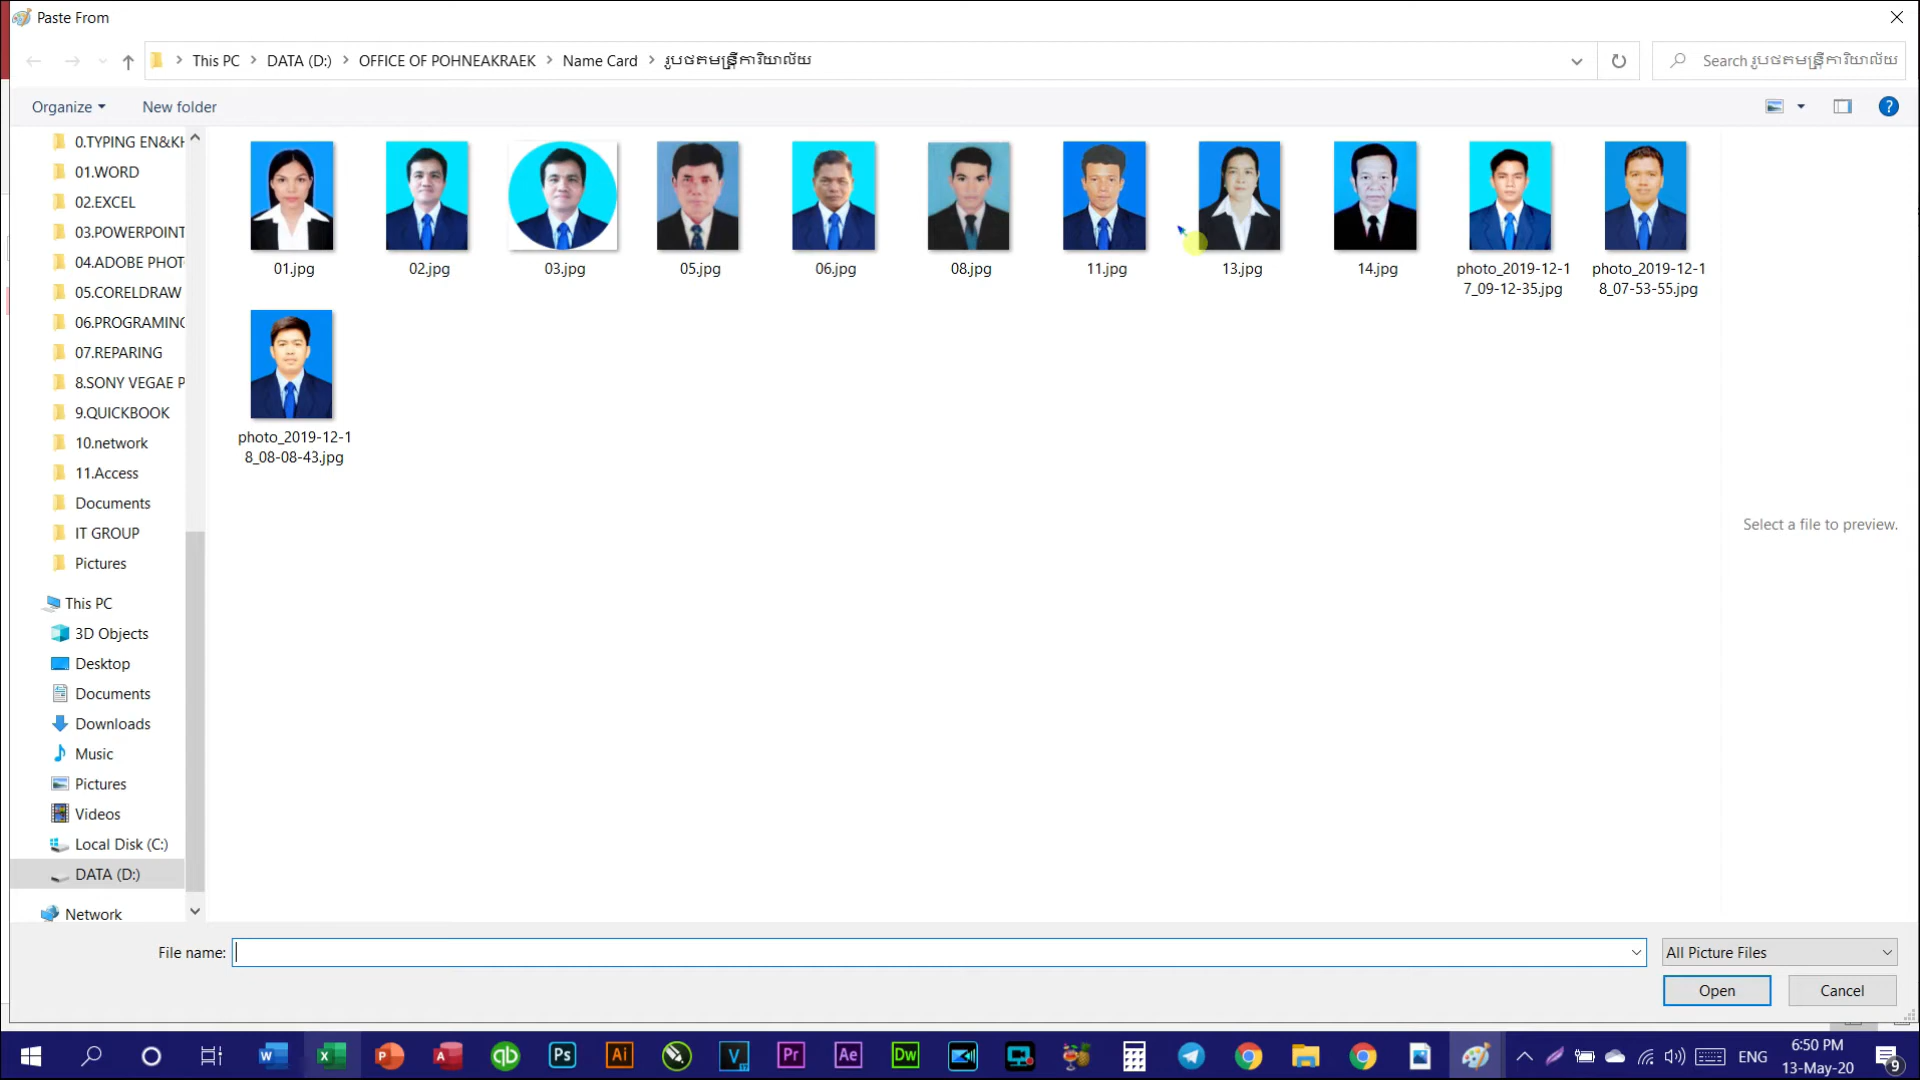 Paste From
This PC
DATA (D:)
OFFICE OF POHNEAKRAEK
Name Card
រូបថតមន្ត្រីការិយាល័យ
Search រូបថតមន្ត្រីការិយាល័យ
Organize
New folder
0.TYPING EN&KH
01.WORD
02.EXCEL
03.POWERPOINT
04.ADOBE PHOT
05.CORELDRAW
06.PROGRAMING
07.REPARING
8.SONY VEGAE P
9.QUICKBOOK
10.network
11.Access
Documents
IT GROUP
Pictures
This PC
3D Objects
Desktop
Documents
Downloads
Music
Pictures
Videos
Local Disk (C:)
DATA (D:)
Network
01.jpg
02.jpg
03.jpg
05.jpg
06.jpg
08.jpg
11.jpg
13.jpg
14.jpg
photo_2019-12-1
7_09-12-35.jpg
photo_2019-12-1
8_07-53-55.jpg
photo_2019-12-1
8_08-08-43.jpg
Select a file to preview.
File name:
All Picture Files
Open
Cancel
Ps
Ai
V
Pr
Ae
Dw
ENG
6:50 PM
13-May-20
9